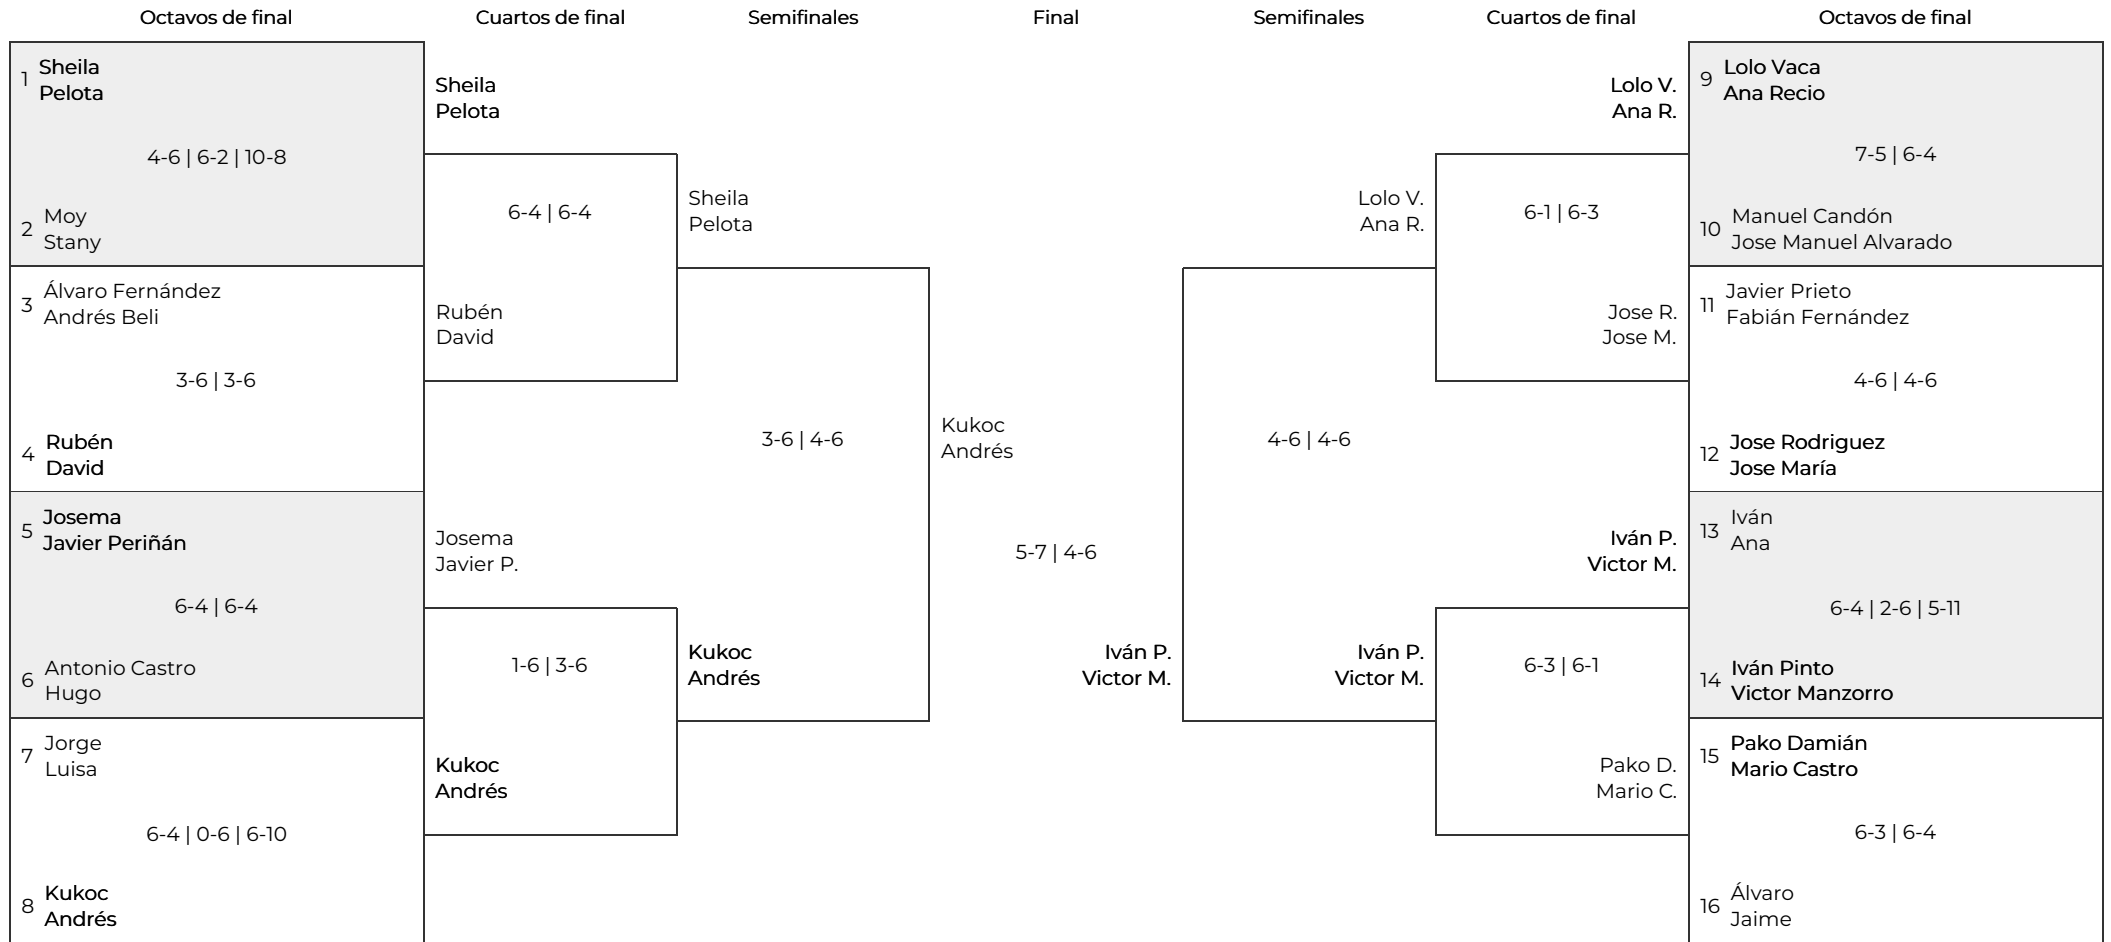 Octavos de final
Cuartos de final
Semifinales
Final
Semifinales
Cuartos de final
Octavos de final
1
Sheila
Pelota
4-6 | 6-2 | 10-8
2
Moy
Stany
3
Álvaro Fernández
Andrés Beli
3-6 | 3-6
4
Rubén
David
5
Josema
Javier Periñán
6-4 | 6-4
6
Antonio Castro
Hugo
7
Jorge
Luisa
6-4 | 0-6 | 6-10
8
Kukoc
Andrés
Sheila
Pelota
6-4 | 6-4
Rubén
David
Josema
Javier P.
1-6 | 3-6
Kukoc
Andrés
Sheila
Pelota
3-6 | 4-6
Kukoc
Andrés
Kukoc
Andrés
5-7 | 4-6
Iván P.
Victor M.
Lolo V.
Ana R.
4-6 | 4-6
Iván P.
Victor M.
Lolo V.
Ana R.
6-1 | 6-3
Jose R.
Jose M.
Iván P.
Victor M.
6-3 | 6-1
Pako D.
Mario C.
9
Lolo Vaca
Ana Recio
7-5 | 6-4
10
Manuel Candón
Jose Manuel Alvarado
11
Javier Prieto
Fabián Fernández
4-6 | 4-6
12
Jose Rodriguez
Jose María
13
Iván
Ana
6-4 | 2-6 | 5-11
14
Iván Pinto
Victor Manzorro
15
Pako Damián
Mario Castro
6-3 | 6-4
16
Álvaro
Jaime